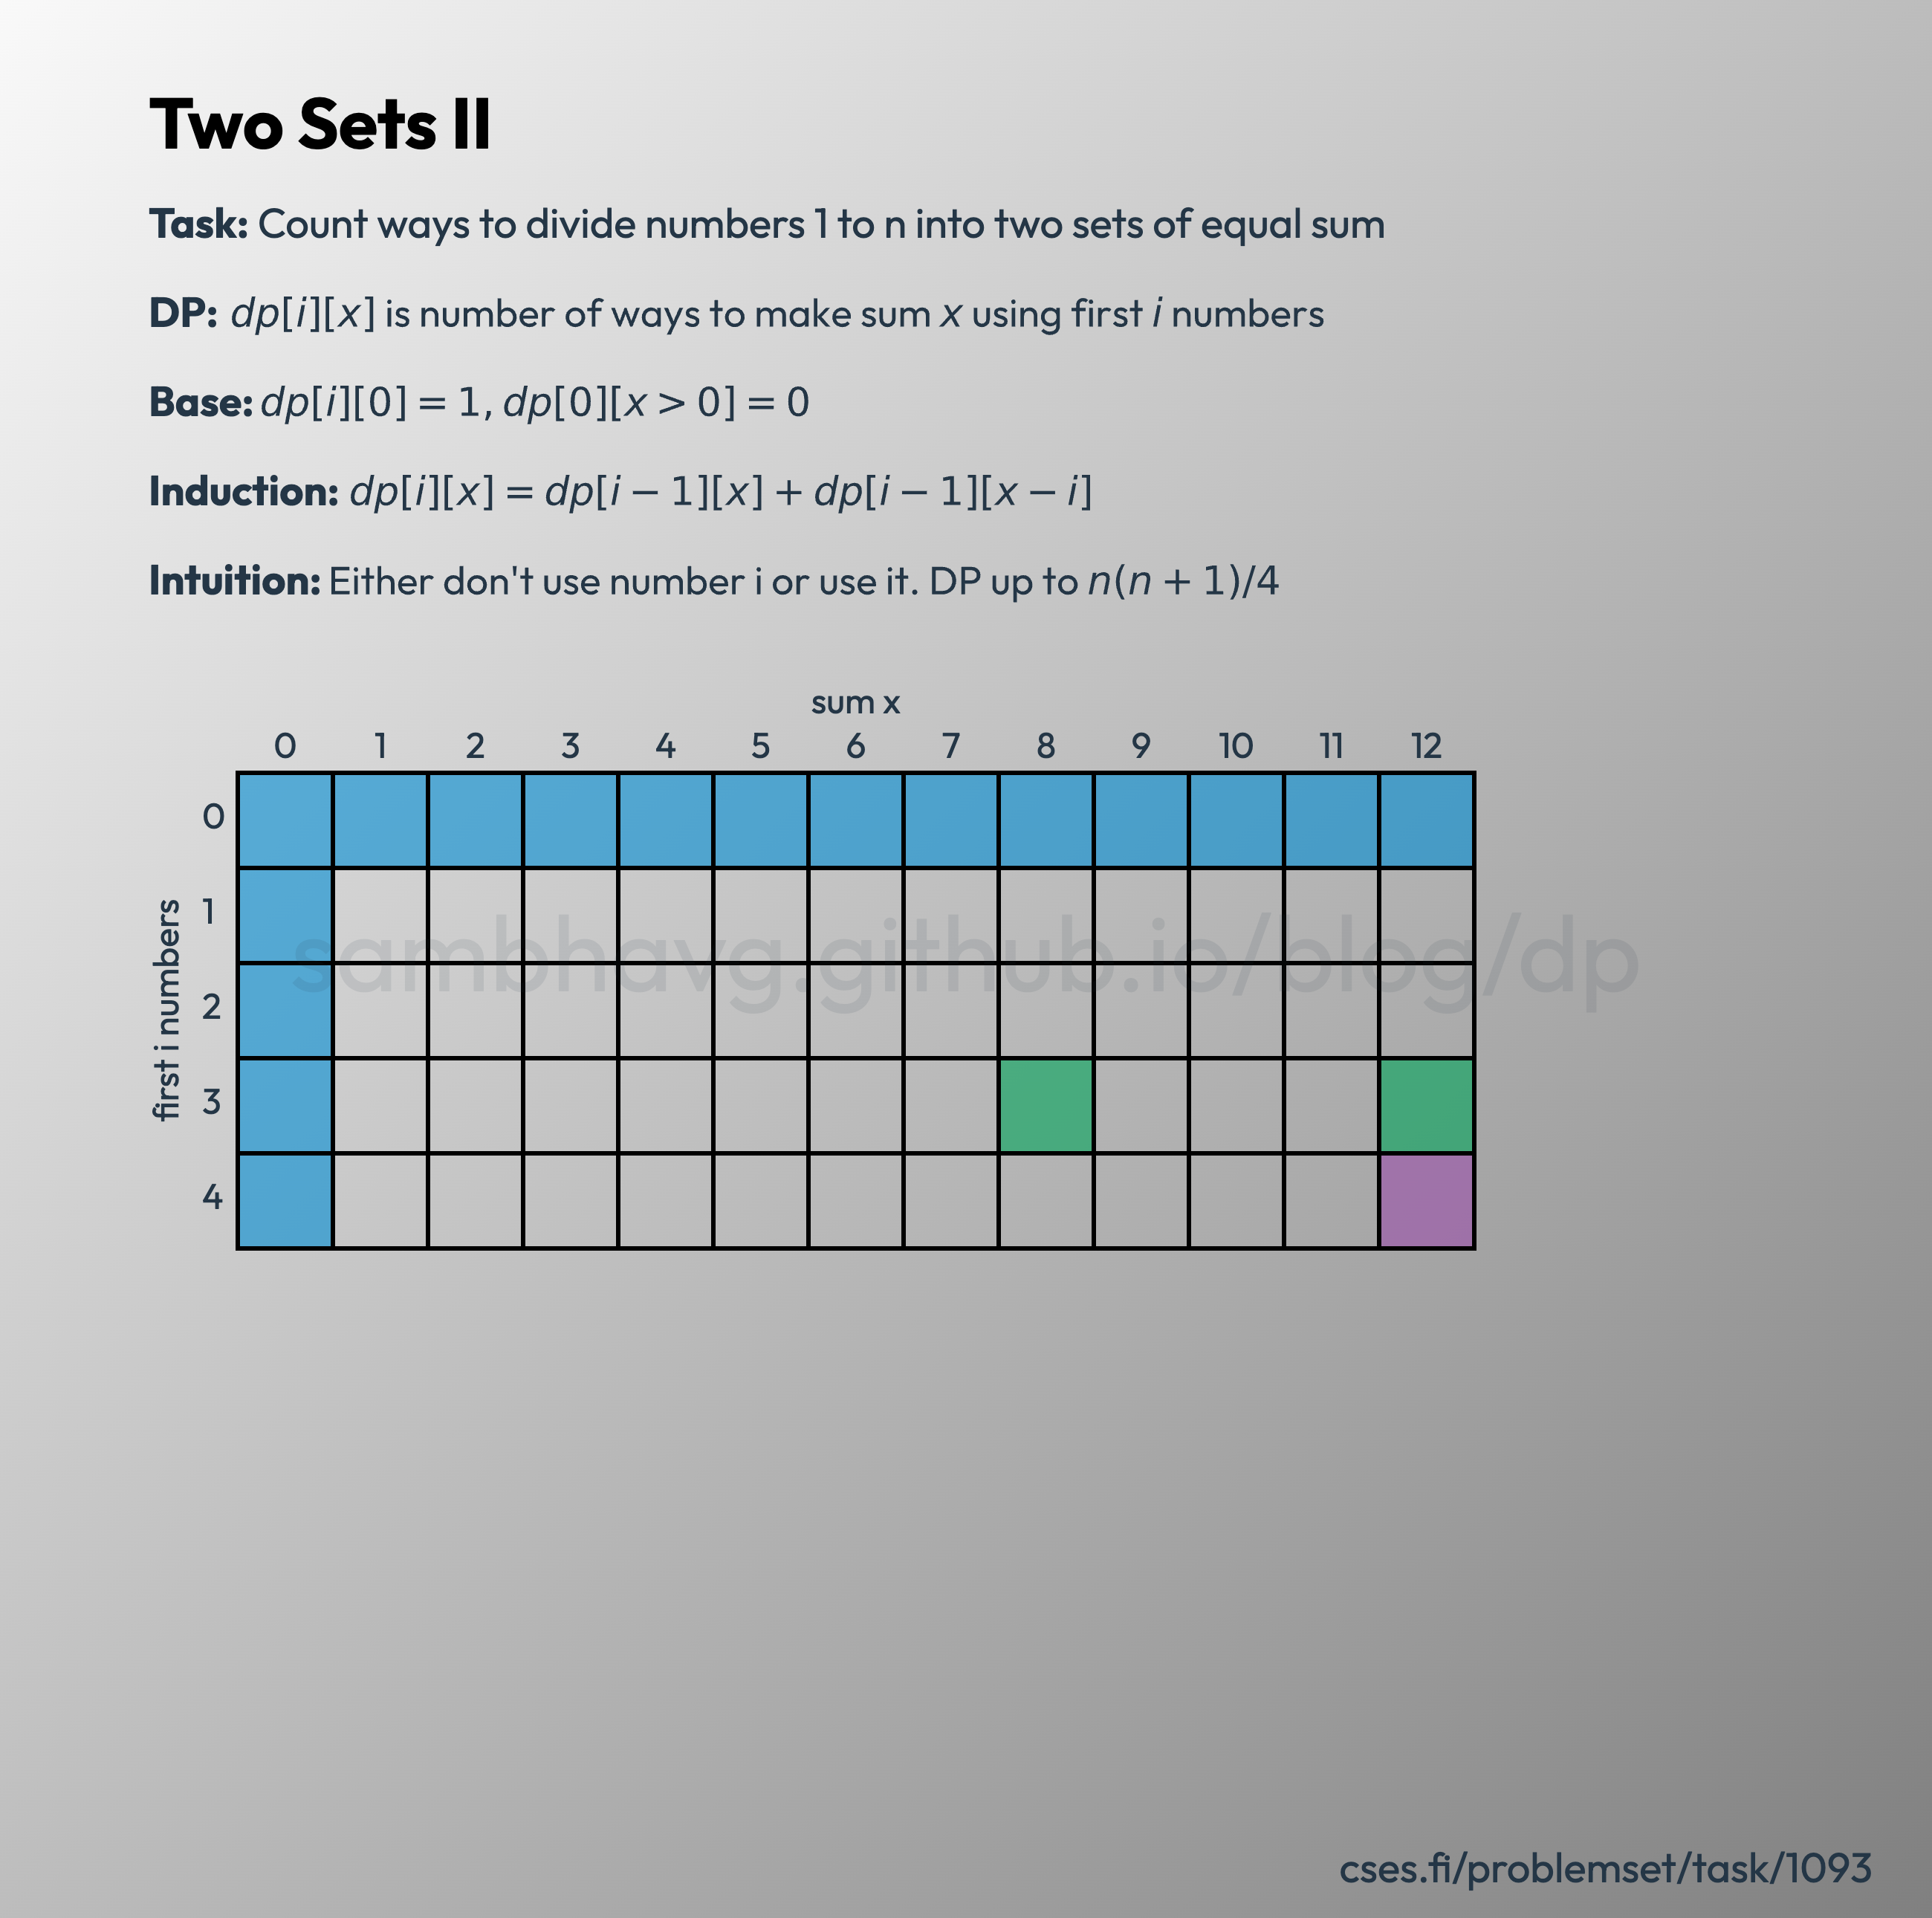 Two Sets II
Task: Count ways to divide numbers 1 to n into two sets of equal sum
DP: dp[i][x] is number of ways to make sum x using first i numbers
Base: dp[i][0] = 1, dp[0][x > 0] = 0
Induction: dp[i][x] = dp[i − 1][x] + dp[i − 1][x − i]
Intuition: Either don't use number i or use it. DP up to n(n + 1)/4
sum x
0 1 2 3 4 5 6 7 8 9 10 11 12
first i numbers
0
1
2
3
4
sambhavg.github.io/blog/dp
cses.fi/problemset/task/1093